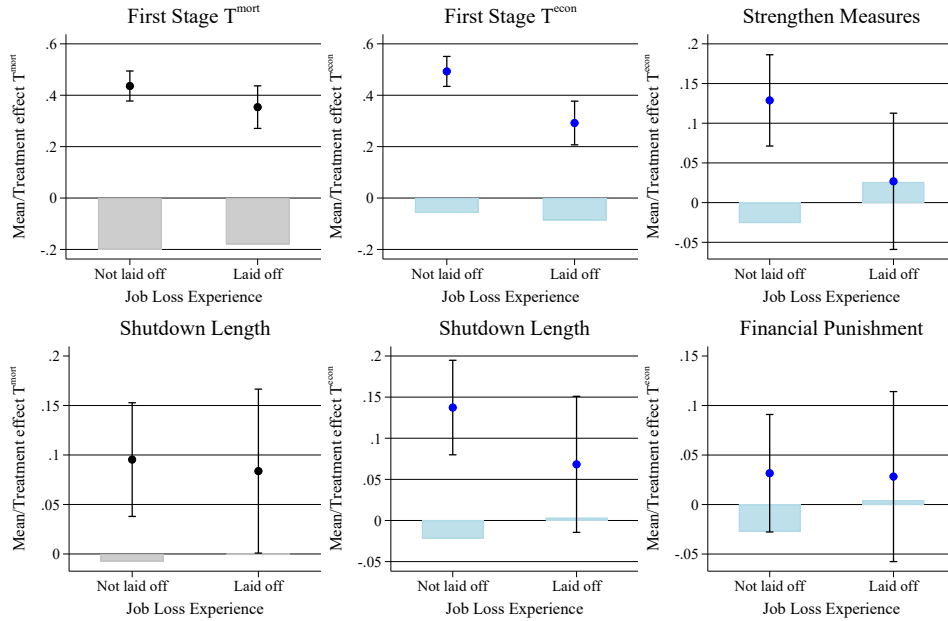 First Stage T^mort
Mean/Treatment effect T^mort
.6
.4
.2
0
-.2
Not laid off
Laid off
Job Loss Experience
First Stage T^econ
Mean/Treatment effect T^econ
.6
.4
.2
0
-.2
Not laid off
Laid off
Job Loss Experience
Strengthen Measures
Mean/Treatment effect T^econ
.2
.15
.1
.05
0
-.05
Not laid off
Laid off
Job Loss Experience
Shutdown Length
Mean/Treatment effect T^mort
.2
.15
.1
.05
0
Not laid off
Laid off
Job Loss Experience
Shutdown Length
Mean/Treatment effect T^econ
.2
.15
.1
.05
0
-.05
Not laid off
Laid off
Job Loss Experience
Financial Punishment
Mean/Treatment effect T^econ
.15
.1
.05
0
-.05
Not laid off
Laid off
Job Loss Experience